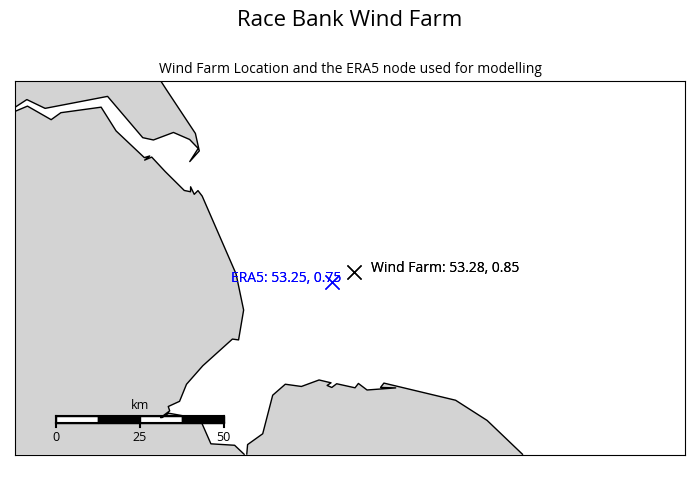 Race Bank Wind Farm
Wind Farm Location and the ERA5 node used for modelling
Wind Farm: 53.28, 0.85
ERA5: 53.25, 0.75
km
0 25 50